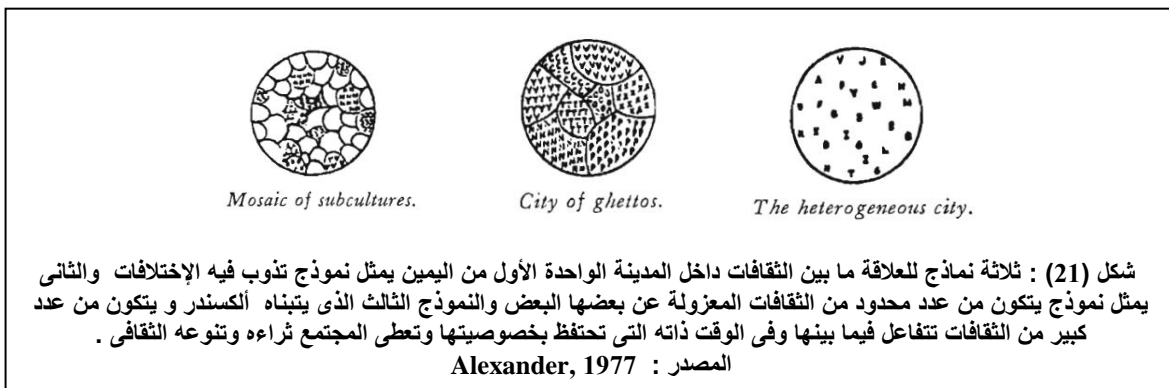 Mosaic of subcultures.
City of ghettos.
The heterogeneous city.
شكل (21) : ثلاثة نماذج للعلاقة ما بين الثقافات داخل المدينة الواحدة الأول من اليمين يمثل نموذج تذوب فيه الإختلافات والثانى
يمثل نموذج يتكون من عدد محدود من الثقافات المعزولة عن بعضها البعض والنموذج الثالث الذى يتبناه ألكسندر و يتكون من عدد
كبير من الثقافات تتفاعل فيما بينها وفى الوقت ذاته التى تحتفظ بخصوصيتها وتعطى المجتمع ثراءه وتنوعه الثقافى .
المصدر : Alexander, 1977